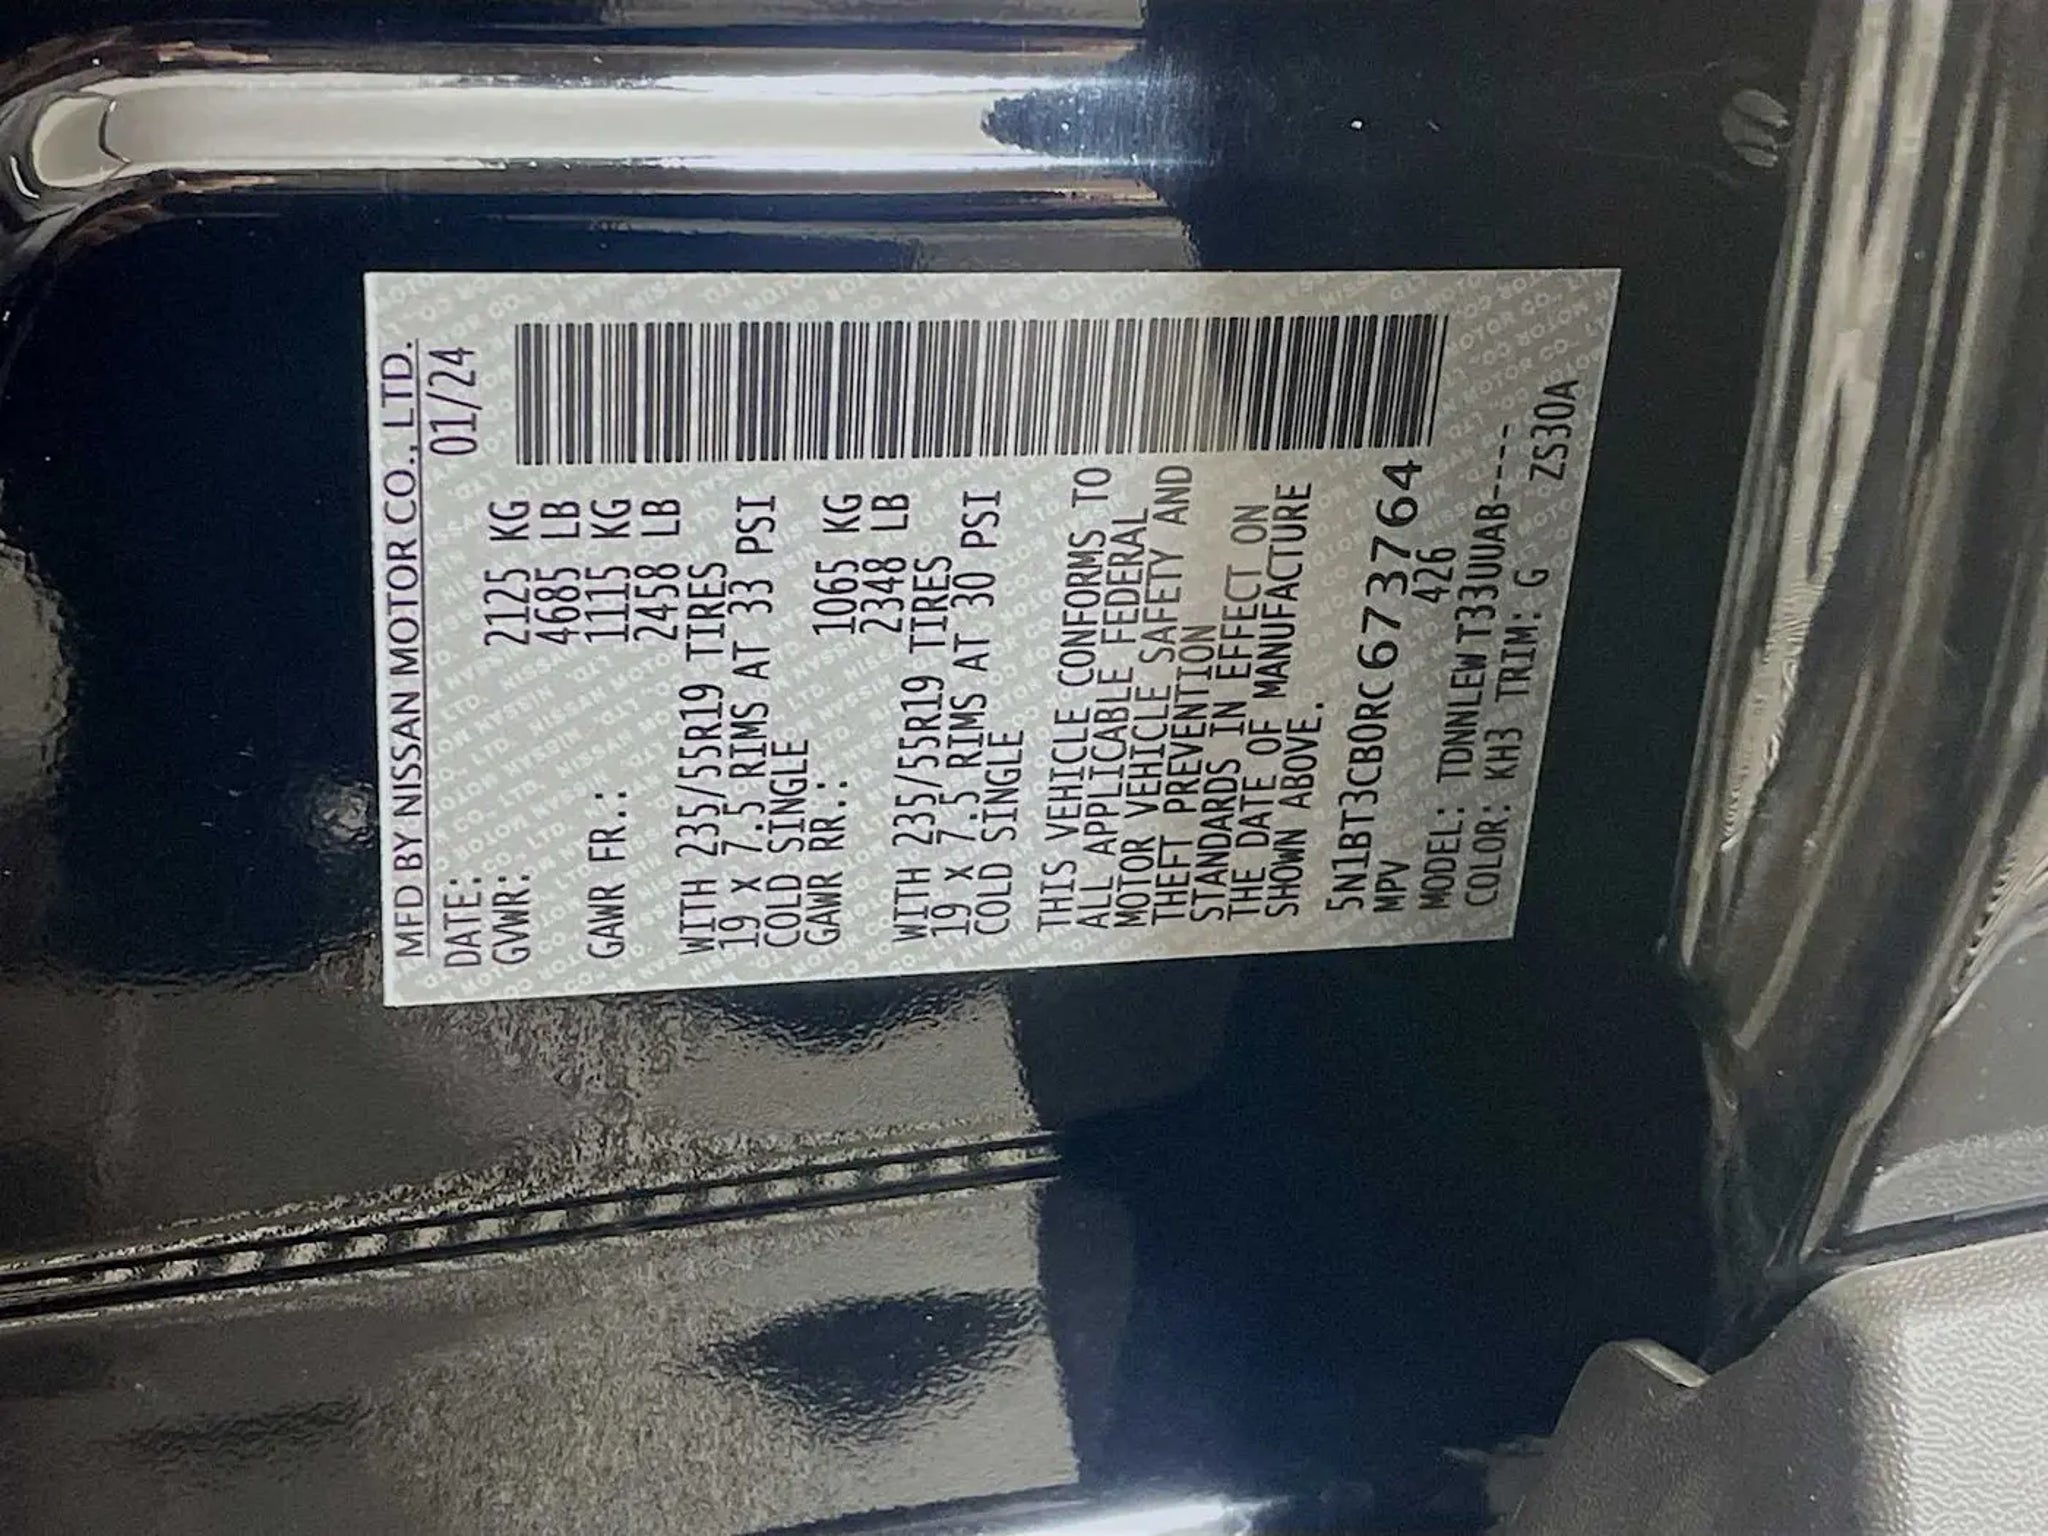 MFD BY NISSAN MOTOR CO., LTD.
DATE: 01/24
GVWR: 2125 KG
4685 LB
GAWR FR.: 1115 KG
2458 LB
WITH 235/55R19 TIRES
19 X 7.5 RIMS AT 33 PSI
COLD SINGLE
GAWR RR.: 1065 KG
2348 LB
WITH 235/55R19 TIRES
19 X 7.5 RIMS AT 30 PSI
COLD SINGLE
THIS VEHICLE CONFORMS TO
ALL APPLICABLE FEDERAL
MOTOR VEHICLE SAFETY AND
THEFT PREVENTION
STANDARDS IN EFFECT ON
THE DATE OF MANUFACTURE
SHOWN ABOVE.
5N1BT3CB0RC673764
MPV 426
MODEL: TDNNLEW T33UUAB----
COLOR: KH3 TRIM: G ZS30A